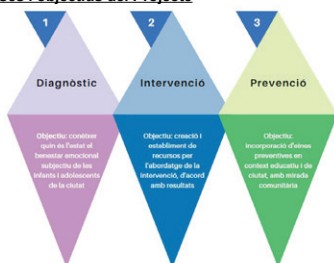 1
2
3
Diagnòstic
Intervenció
Prevenció
Objectiu: conèixer
quin és l'estat el
benestar emocional
subjectiu de les
infants i adolescents
de la ciutat
Objectiu: creació i
establiment de
recursos per
l'abordatge de la
intervenció, d'acord
amb resultats
Objectiu:
incorporació d'eines
preventives en
context educatiu i de
ciutat, amb mirada
comunitària